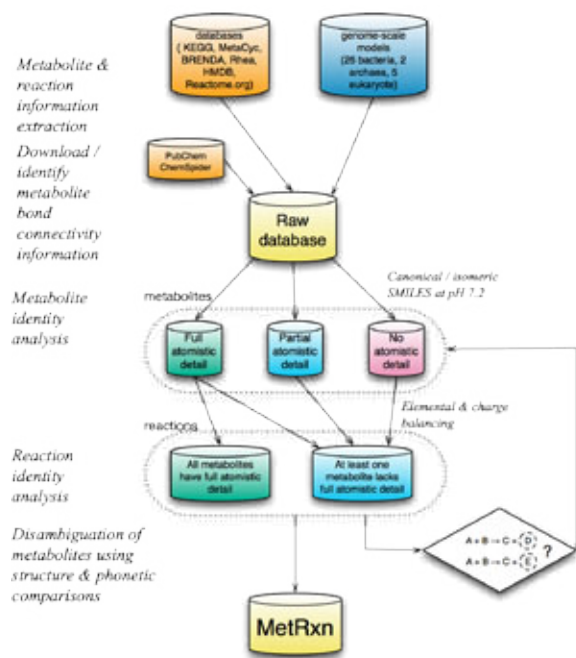 databases
( KEGG, MetaCyc,
BRENDA, Rhea,
HMDB,
Reactome.org)
genome-scale
models
(26 bacteria, 2
archaea, 5
eukaryote)
Metabolite &
reaction
information
extraction
PubChem
ChemSpider
Download /
identify
metabolite
bond
connectivity
information
Raw
database
Canonical / isomeric
SMILES at pH 7.2
Metabolite
identity
analysis
metabolites
Full
atomistic
detail
Partial
atomistic
detail
No
atomistic
detail
Elemental & charge
balancing
reactions
Reaction
identity
analysis
All metabolites
have full atomistic
detail
At least one
metabolite lacks
full atomistic detail
Disambiguation of
metabolites using
structure & phonetic
comparisons
A + B → C + D
A + B → C + E
?
MetRxn